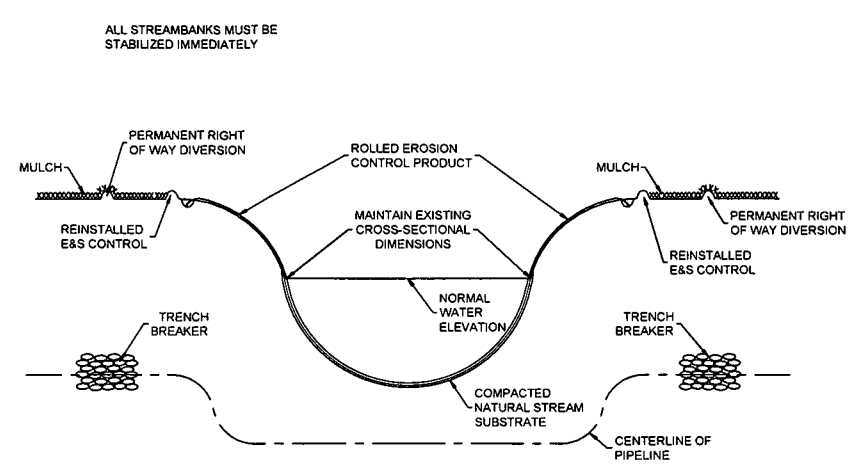 ALL STREAMBANKS MUST BE
STABILIZED IMMEDIATELY
PERMANENT RIGHT
OF WAY DIVERSION
MULCH
REINSTALLED
E&S CONTROL
ROLLED EROSION
CONTROL PRODUCT
MULCH
PERMANENT RIGHT
OF WAY DIVERSION
REINSTALLED
E&S CONTROL
MAINTAIN EXISTING
CROSS-SECTIONAL
DIMENSIONS
NORMAL
WATER
ELEVATION
TRENCH
BREAKER
TRENCH
BREAKER
COMPACTED
NATURAL STREAM
SUBSTRATE
CENTERLINE OF
PIPELINE